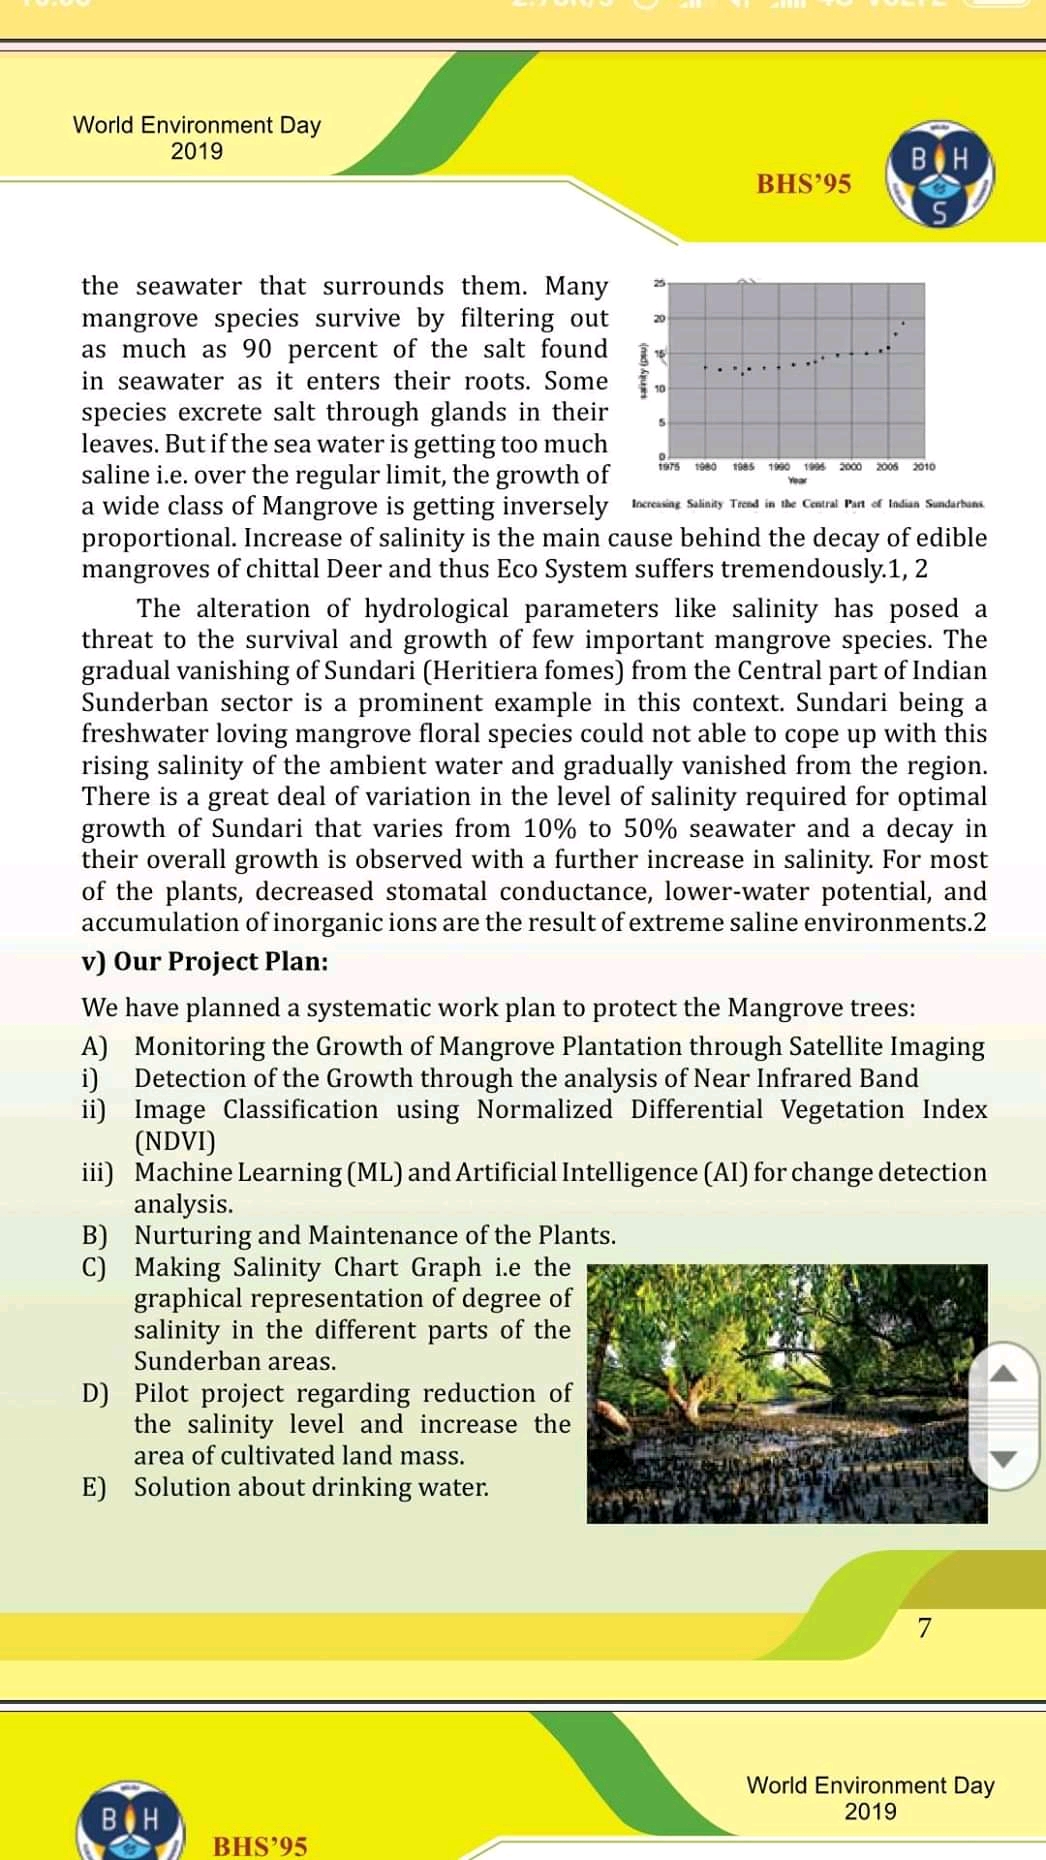 World Environment Day
2019
BHS’95
B H
S
the seawater that surrounds them. Many
mangrove species survive by filtering out
as much as 90 percent of the salt found
in seawater as it enters their roots. Some
species excrete salt through glands in their
leaves. But if the sea water is getting too much
saline i.e. over the regular limit, the growth of
a wide class of Mangrove is getting inversely
25
20
15
10
5
0
salinity (psu)
1975 1980 1985 1990 1995 2000 2005 2010
Year
Increasing Salinity Trend in the Central Part of Indian Sundarbans
proportional. Increase of salinity is the main cause behind the decay of edible
mangroves of chittal Deer and thus Eco System suffers tremendously.1, 2
The alteration of hydrological parameters like salinity has posed a
threat to the survival and growth of few important mangrove species. The
gradual vanishing of Sundari (Heritiera fomes) from the Central part of Indian
Sunderban sector is a prominent example in this context. Sundari being a
freshwater loving mangrove floral species could not able to cope up with this
rising salinity of the ambient water and gradually vanished from the region.
There is a great deal of variation in the level of salinity required for optimal
growth of Sundari that varies from 10% to 50% seawater and a decay in
their overall growth is observed with a further increase in salinity. For most
of the plants, decreased stomatal conductance, lower-water potential, and
accumulation of inorganic ions are the result of extreme saline environments.2
v) Our Project Plan:
We have planned a systematic work plan to protect the Mangrove trees:
A) Monitoring the Growth of Mangrove Plantation through Satellite Imaging
i) Detection of the Growth through the analysis of Near Infrared Band
ii) Image Classification using Normalized Differential Vegetation Index
(NDVI)
iii) Machine Learning (ML) and Artificial Intelligence (AI) for change detection
analysis.
B) Nurturing and Maintenance of the Plants.
C) Making Salinity Chart Graph i.e the
graphical representation of degree of
salinity in the different parts of the
Sunderban areas.
D) Pilot project regarding reduction of
the salinity level and increase the
area of cultivated land mass.
E) Solution about drinking water.
7
World Environment Day
2019
B H
BHS’95